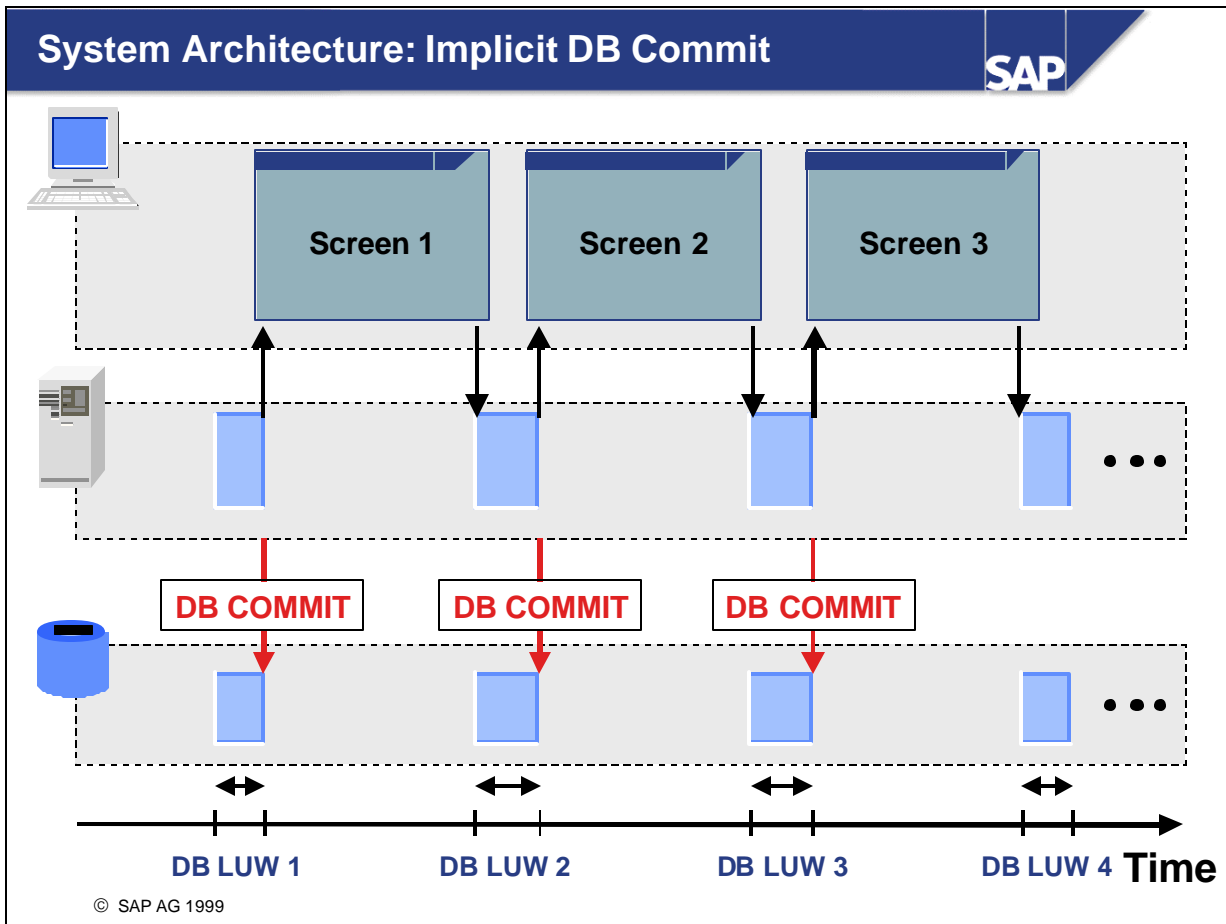 System Architecture: Implicit DB Commit
SAP
Screen 1
Screen 2
Screen 3
DB COMMIT
DB COMMIT
DB COMMIT
DB LUW 1
DB LUW 2
DB LUW 3
DB LUW 4
Time
© SAP AG 1999